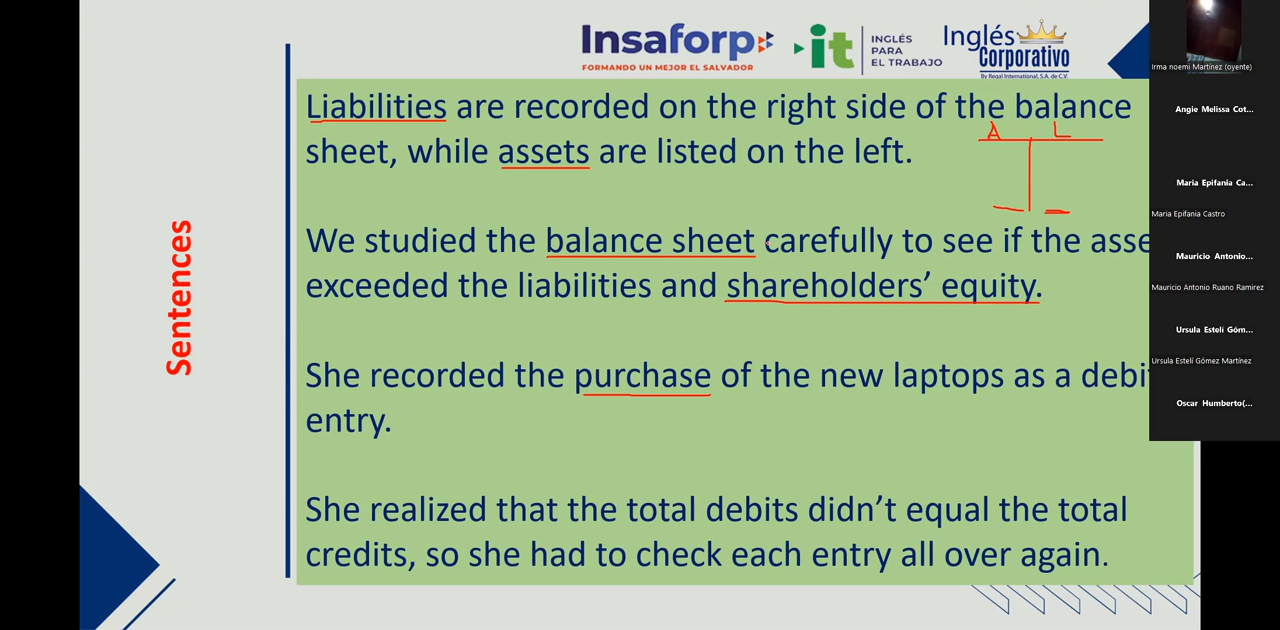 Insaforp
FORMANDO UN MEJOR EL SALVADOR
it
INGLÉS
PARA
EL TRABAJO
Inglés
Corporativo
By Regal International, S.A. de C.V.
Sentences
Liabilities are recorded on the right side of the balance
sheet, while assets are listed on the left.
A L
We studied the balance sheet carefully to see if the asse
exceeded the liabilities and shareholders’ equity.
She recorded the purchase of the new laptops as a debi
entry.
She realized that the total debits didn’t equal the total
credits, so she had to check each entry all over again.
Irma noemi Martínez (oyente)
Angie Melissa Cot...
Maria Epifania Ca...
Maria Epifania Castro
Mauricio Antonio...
Mauricio Antonio Ruano Ramirez
Ursula Estelí Góm...
Ursula Estelí Gómez Martínez
Oscar Humberto(...